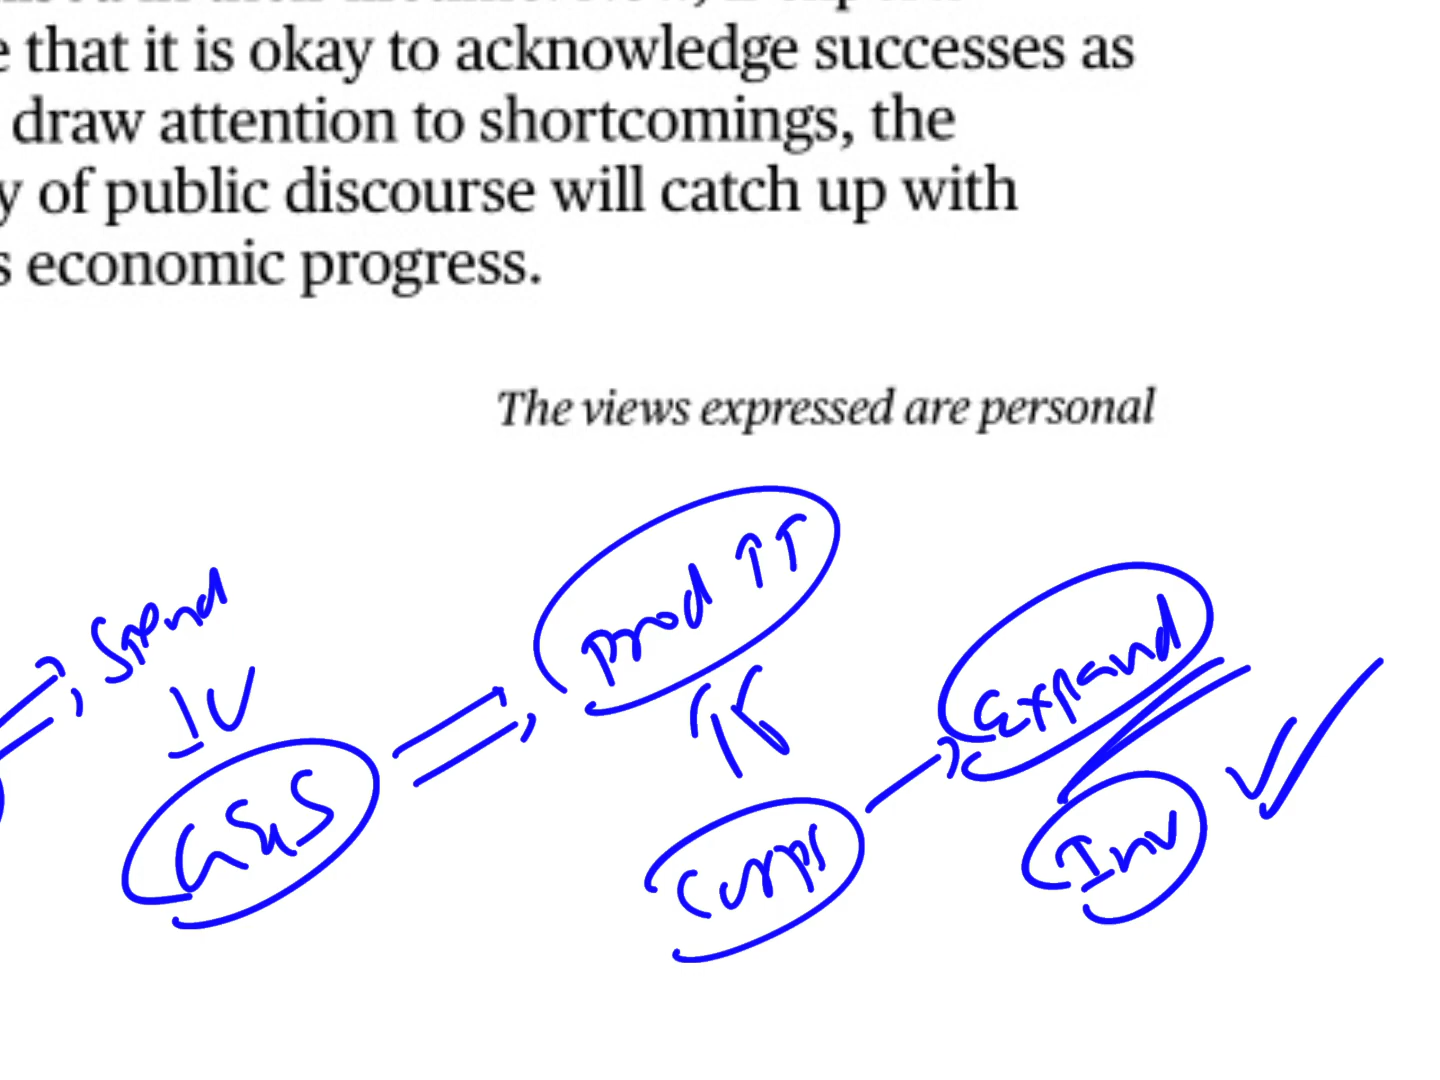 e that it is okay to acknowledge successes as
draw attention to shortcomings, the
y of public discourse will catch up with
s economic progress.
The views expressed are personal
Spend
Prod ↑↑
Expand
G&S
Corps
Inv